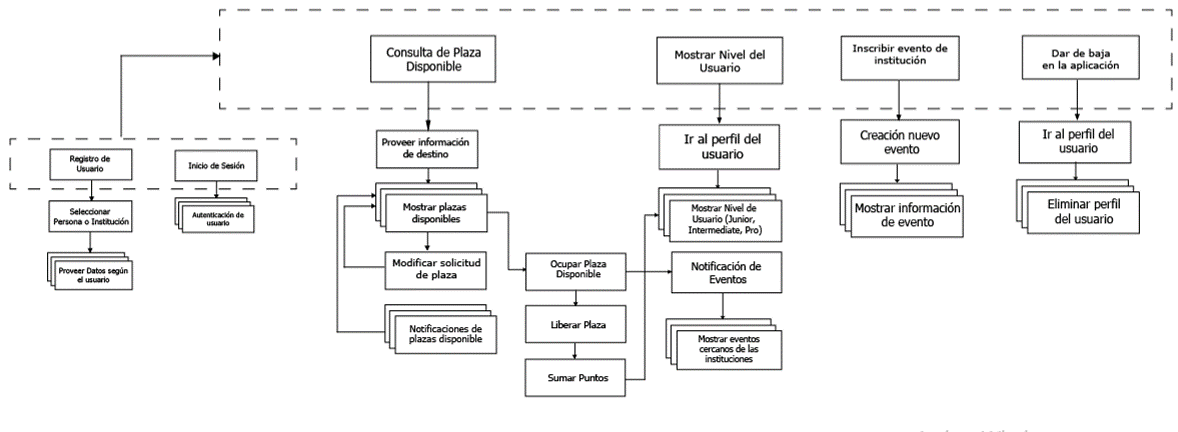 Consulta de Plaza
Disponible
Mostrar Nivel del
Usuario
Inscribir evento de
institución
Dar de baja
en la aplicación
Registro de
Usuario
Inicio de Sesión
Seleccionar
Persona o Institución
Autenticación de
usuario
Proveer Datos según
el usuario
Proveer información
de destino
Mostrar plazas
disponibles
Modificar solicitud
de plaza
Notificaciones de
plazas disponible
Ocupar Plaza
Disponible
Liberar Plaza
Sumar Puntos
Ir al perfil del
usuario
Mostrar Nivel de
Usuario (Junior,
Intermediate, Pro)
Notificación de
Eventos
Mostrar eventos
cercanos de las
instituciones
Creación nuevo
evento
Mostrar información
de evento
Ir al perfil del
usuario
Eliminar perfil
del usuario